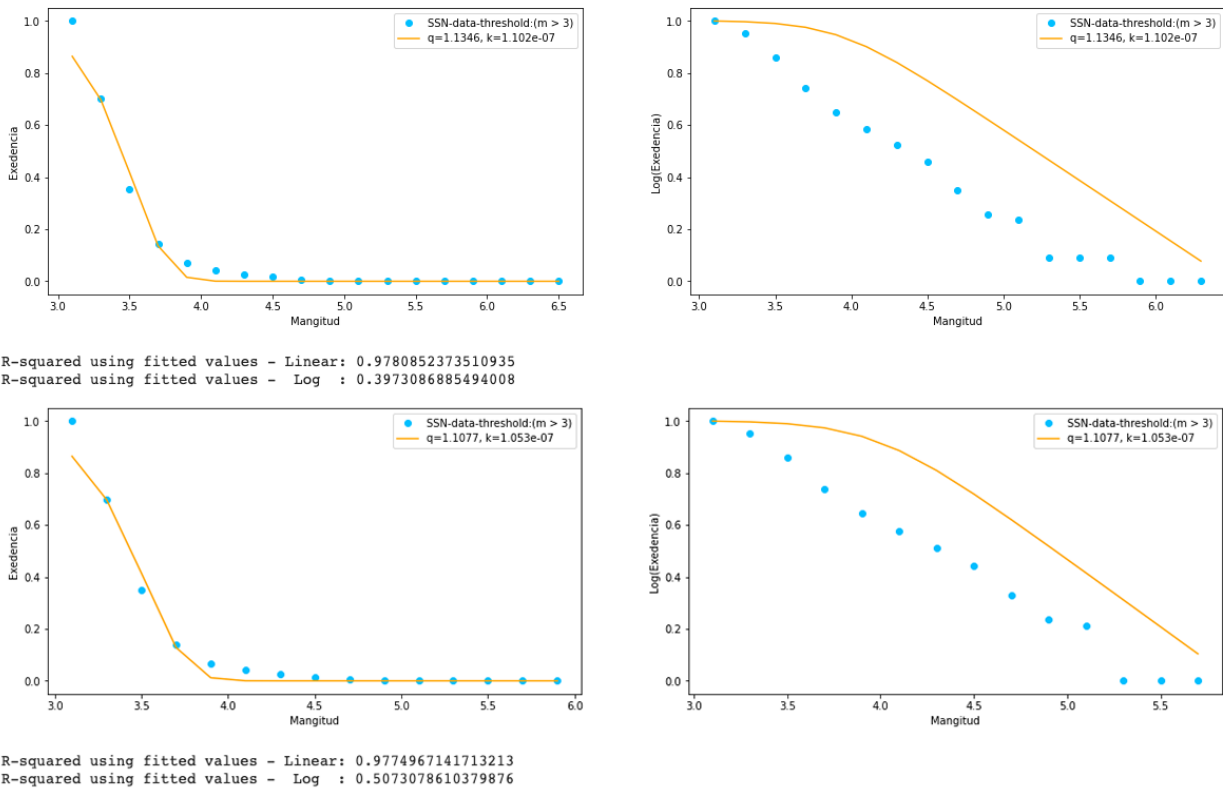 SSN-data-threshold:(m > 3)
q=1.1346, k=1.102e-07
Exedencia
1.0
0.8
0.6
0.4
0.2
0.0
3.0 3.5 4.0 4.5 5.0 5.5 6.0 6.5
Mangitud
SSN-data-threshold:(m > 3)
q=1.1346, k=1.102e-07
Log(Exedencia)
1.0
0.8
0.6
0.4
0.2
0.0
3.0 3.5 4.0 4.5 5.0 5.5 6.0
Mangitud
R-squared using fitted values - Linear: 0.9780852373510935
R-squared using fitted values - Log : 0.3973086885494008
SSN-data-threshold:(m > 3)
q=1.1077, k=1.053e-07
Exedencia
1.0
0.8
0.6
0.4
0.2
0.0
3.0 3.5 4.0 4.5 5.0 5.5 6.0
Mangitud
SSN-data-threshold:(m > 3)
q=1.1077, k=1.053e-07
Log(Exedencia)
1.0
0.8
0.6
0.4
0.2
0.0
3.0 3.5 4.0 4.5 5.0 5.5
Mangitud
R-squared using fitted values - Linear: 0.9774967141713213
R-squared using fitted values - Log : 0.5073078610379876